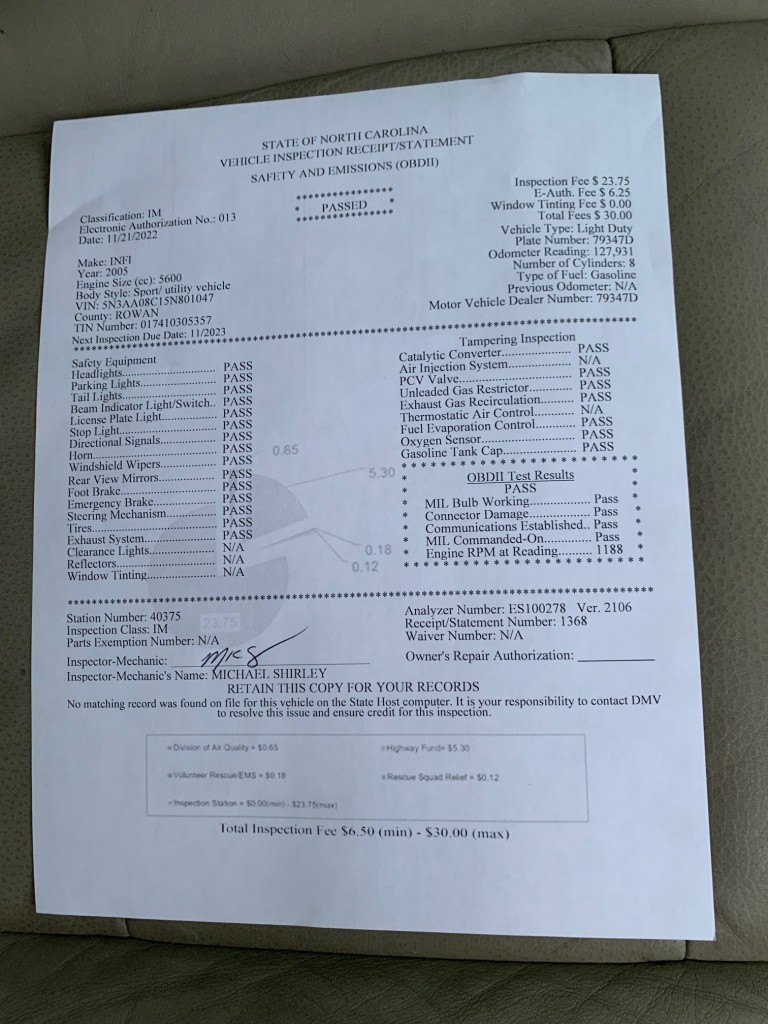 STATE OF NORTH CAROLINA
VEHICLE INSPECTION RECEIPT/STATEMENT
SAFETY AND EMISSIONS (OBDII)
****************
* PASSED *
****************
Classification: IM
Electronic Authorization No.: 013
Date: 11/21/2022
Inspection Fee $ 23.75
E-Auth. Fee $ 6.25
Window Tinting Fee $ 0.00
Total Fees $ 30.00
Vehicle Type: Light Duty
Plate Number: 79347D
Odometer Reading: 127,931
Number of Cylinders: 8
Type of Fuel: Gasoline
Previous Odometer: N/A
Motor Vehicle Dealer Number: 79347D
Make: INFI
Year: 2005
Engine Size (cc): 5600
Body Style: Sport/ utility vehicle
VIN: 5N3AA08C15N801047
County: ROWAN
TIN Number: 017410305357
Next Inspection Due Date: 11/2023
Safety Equipment
Headlights............................ PASS
Parking Lights........................ PASS
Tail Lights........................... PASS
Beam Indicator Light/Switch.. PASS
License Plate Light................ PASS
Stop Light............................ PASS
Directional Signals................ PASS
Horn.................................. PASS
Windshield Wipers................. PASS
Rear View Mirrors................. PASS
Foot Brake........................... PASS
Emergency Brake.................. PASS
Steering Mechanism............... PASS
Tires................................. PASS
Exhaust System..................... PASS
Clearance Lights................... N/A
Reflectors........................... N/A
Window Tinting.................... N/A
Tampering Inspection
Catalytic Converter..................... PASS
Air Injection System................... N/A
PCV Valve................................ PASS
Unleaded Gas Restrictor............. PASS
Exhaust Gas Recirculation.......... PASS
Thermostatic Air Control............ N/A
Fuel Evaporation Control............ PASS
Oxygen Sensor.......................... PASS
Gasoline Tank Cap..................... PASS
OBDII Test Results
PASS
MIL Bulb Working.................. Pass
Connector Damage.................. Pass
Communications Established.. Pass
MIL Commanded-On............... Pass
Engine RPM at Reading.......... 1188
0.65
5.30
0.18
0.12
23.75
Station Number: 40375
Inspection Class: IM
Parts Exemption Number: N/A
Analyzer Number: ES100278 Ver. 2106
Receipt/Statement Number: 1368
Waiver Number: N/A
Inspector-Mechanic:
Owner's Repair Authorization:
Inspector-Mechanic's Name: MICHAEL SHIRLEY
RETAIN THIS COPY FOR YOUR RECORDS
No matching record was found on file for this vehicle on the State Host computer. It is your responsibility to contact DMV
to resolve this issue and ensure credit for this inspection.
Division of Air Quality = $0.65
Highway Fund= $5.30
Volunteer Rescue/EMS = $0.18
Rescue Squad Relief = $0.12
Inspection Station = $0.00(min) - $23.75(max)
Total Inspection Fee $6.50 (min) - $30.00 (max)